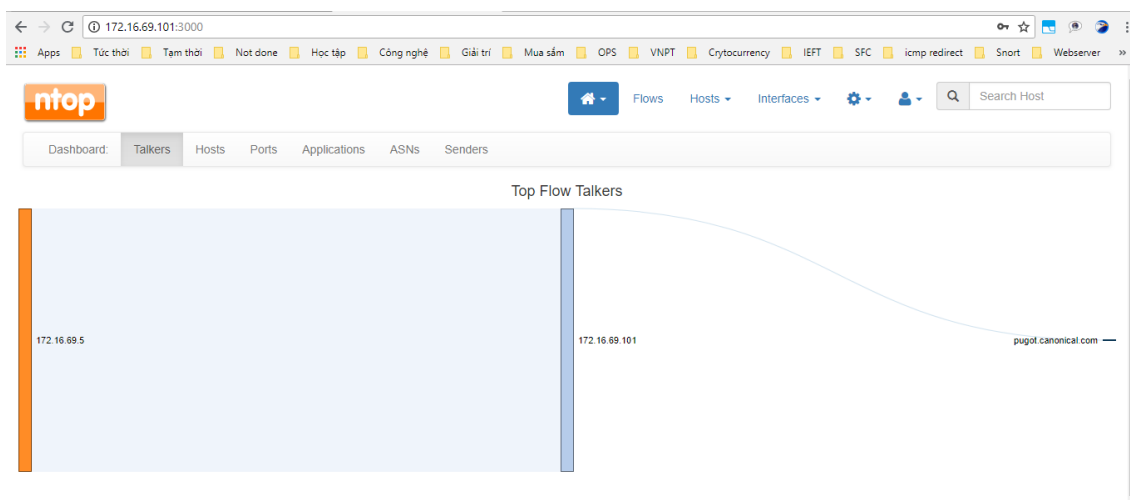 172.16.69.101:3000
Apps Tức thời Tạm thời Not done Học tập Công nghệ Giải trí Mua sắm OPS VNPT Crytocurrency IEFT SFC icmp redirect Snort Webserver »
ntop Flows Hosts Interfaces Search Host
Dashboard: Talkers Hosts Ports Applications ASNs Senders
Top Flow Talkers
172.16.69.5 172.16.69.101 pugot.canonical.com